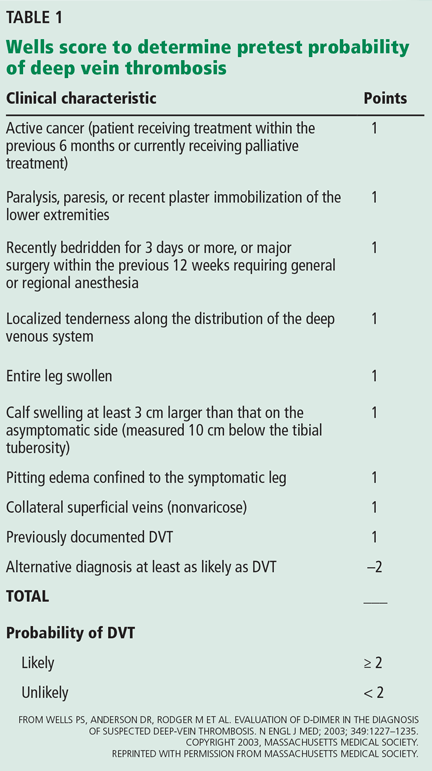 TABLE 1
Wells score to determine pretest probability
of deep vein thrombosis
Clinical characteristic Points
Active cancer (patient receiving treatment within the 1
previous 6 months or currently receiving palliative
treatment)
Paralysis, paresis, or recent plaster immobilization of the 1
lower extremities
Recently bedridden for 3 days or more, or major 1
surgery within the previous 12 weeks requiring general
or regional anesthesia
Localized tenderness along the distribution of the deep 1
venous system
Entire leg swollen 1
Calf swelling at least 3 cm larger than that on the 1
asymptomatic side (measured 10 cm below the tibial
tuberosity)
Pitting edema confined to the symptomatic leg 1
Collateral superficial veins (nonvaricose) 1
Previously documented DVT 1
Alternative diagnosis at least as likely as DVT –2
TOTAL ___
Probability of DVT
Likely ≥ 2
Unlikely < 2
FROM WELLS PS, ANDERSON DR, RODGER M ET AL. EVALUATION OF D-DIMER IN THE DIAGNOSIS
OF SUSPECTED DEEP-VEIN THROMBOSIS. N ENGL J MED; 2003; 349:1227–1235.
COPYRIGHT 2003, MASSACHUSETTS MEDICAL SOCIETY.
REPRINTED WITH PERMISSION FROM MASSACHUSETTS MEDICAL SOCIETY.